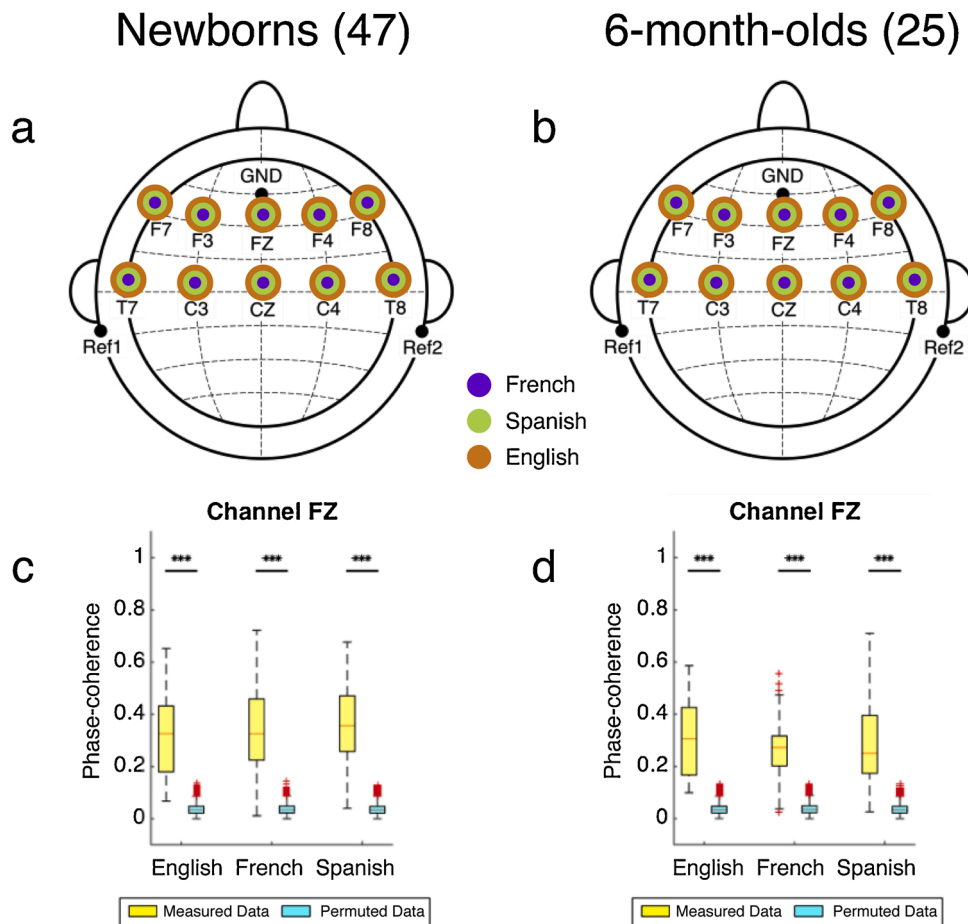 Newborns (47)
6-month-olds (25)
a
GND
F7 F3 FZ F4 F8
T7 C3 CZ C4 T8
Ref1 Ref2
b
GND
F7 F3 FZ F4 F8
T7 C3 CZ C4 T8
Ref1 Ref2
French
Spanish
English
c
Channel FZ
*** *** ***
Phase-coherence
1
0.8
0.6
0.4
0.2
0
English French Spanish
Measured Data Permuted Data
d
Channel FZ
*** *** ***
Phase-coherence
1
0.8
0.6
0.4
0.2
0
English French Spanish
Measured Data Permuted Data